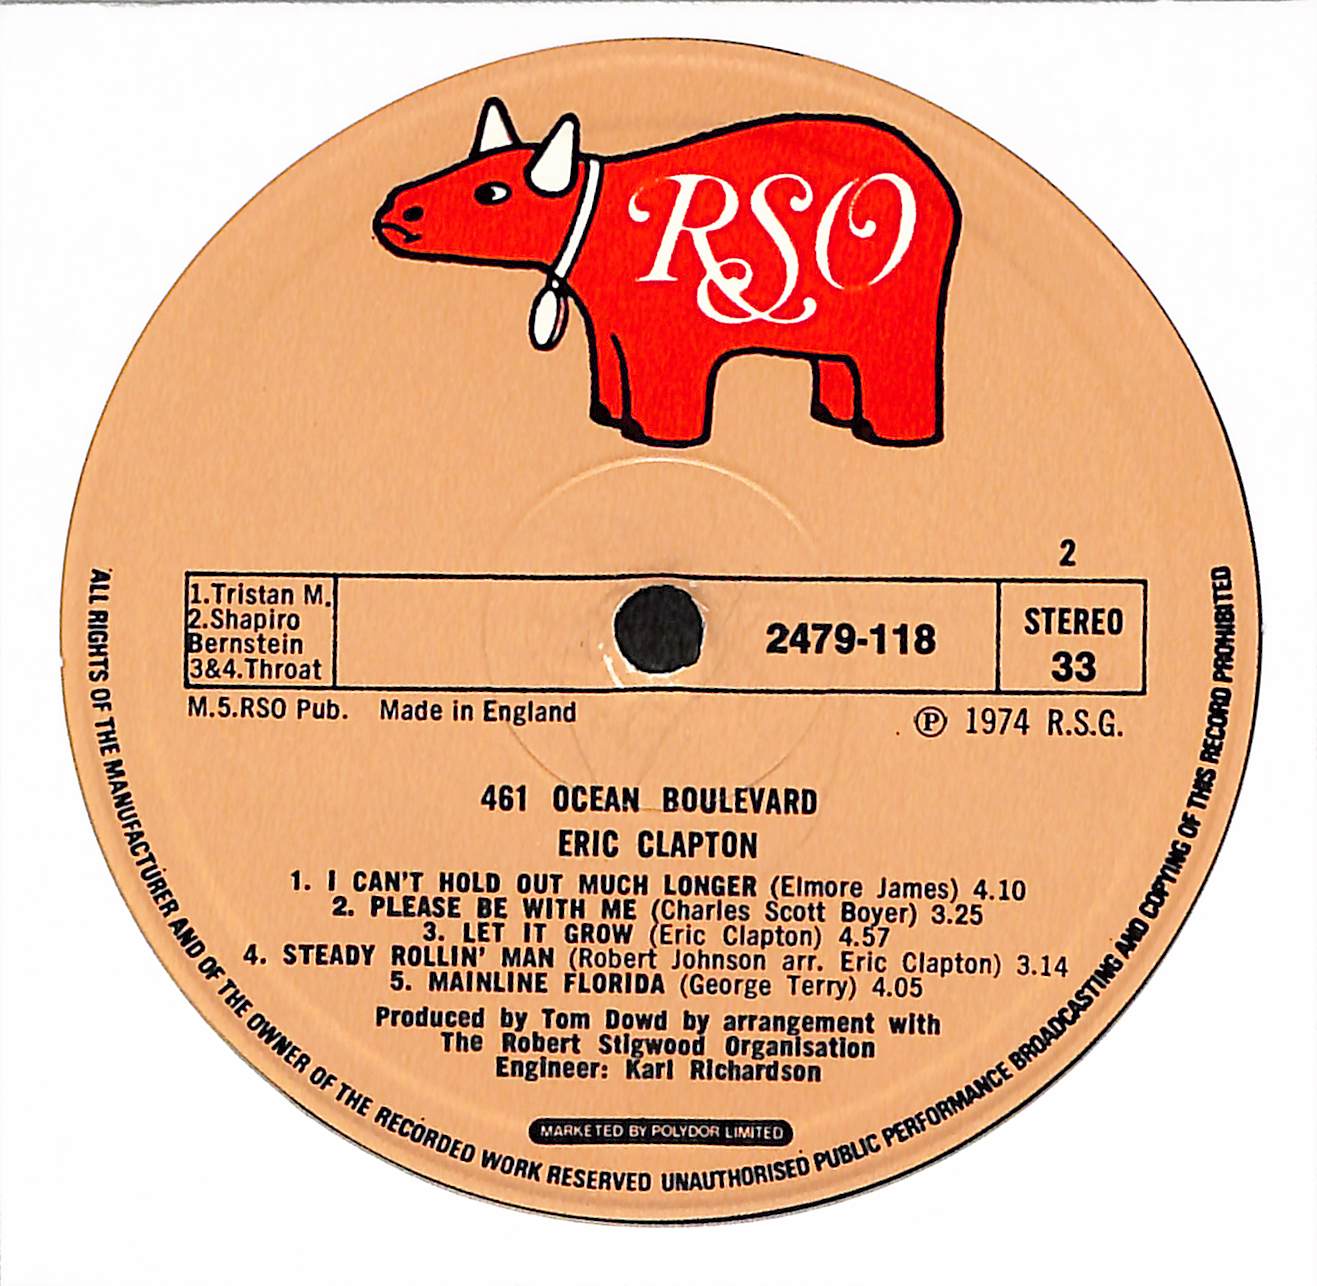 RSO
2
1.Tristan M.
2.Shapiro
Bernstein
3&4.Throat
M.5.RSO Pub. Made in England
2479-118
STEREO
33
℗ 1974 R.S.G.
461 OCEAN BOULEVARD
ERIC CLAPTON
1. I CAN'T HOLD OUT MUCH LONGER (Elmore James) 4.10
2. PLEASE BE WITH ME (Charles Scott Boyer) 3.25
3. LET IT GROW (Eric Clapton) 4.57
4. STEADY ROLLIN' MAN (Robert Johnson arr. Eric Clapton) 3.14
5. MAINLINE FLORIDA (George Terry) 4.05
Produced by Tom Dowd by arrangement with
The Robert Stigwood Organisation
Engineer: Karl Richardson
MARKETED BY POLYDOR LIMITED
ALL RIGHTS OF THE MANUFACTURER AND OF THE OWNER OF THE RECORDED WORK RESERVED UNAUTHORISED PUBLIC PERFORMANCE BROADCASTING AND COPYING OF THIS RECORD PROHIBITED